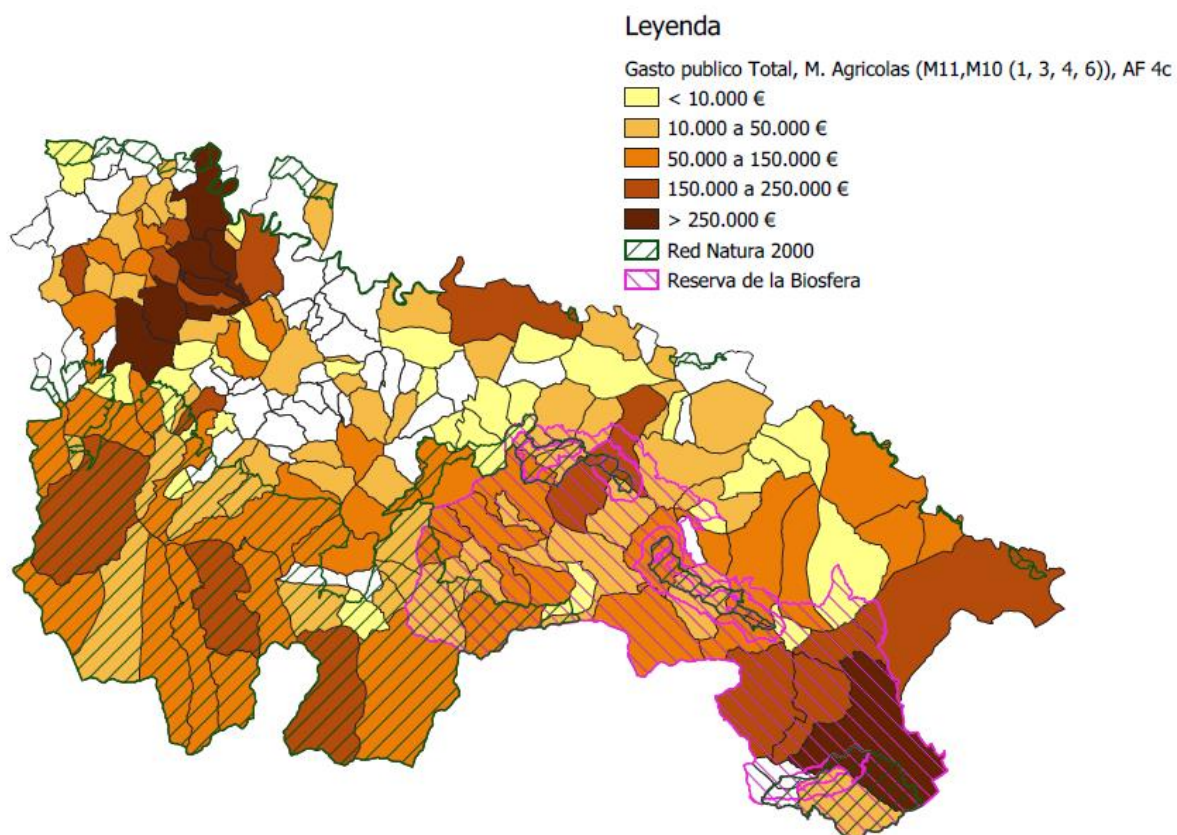 Leyenda
Gasto publico Total, M. Agricolas (M11,M10 (1, 3, 4, 6)), AF 4c
< 10.000 €
10.000 a 50.000 €
50.000 a 150.000 €
150.000 a 250.000 €
> 250.000 €
Red Natura 2000
Reserva de la Biosfera